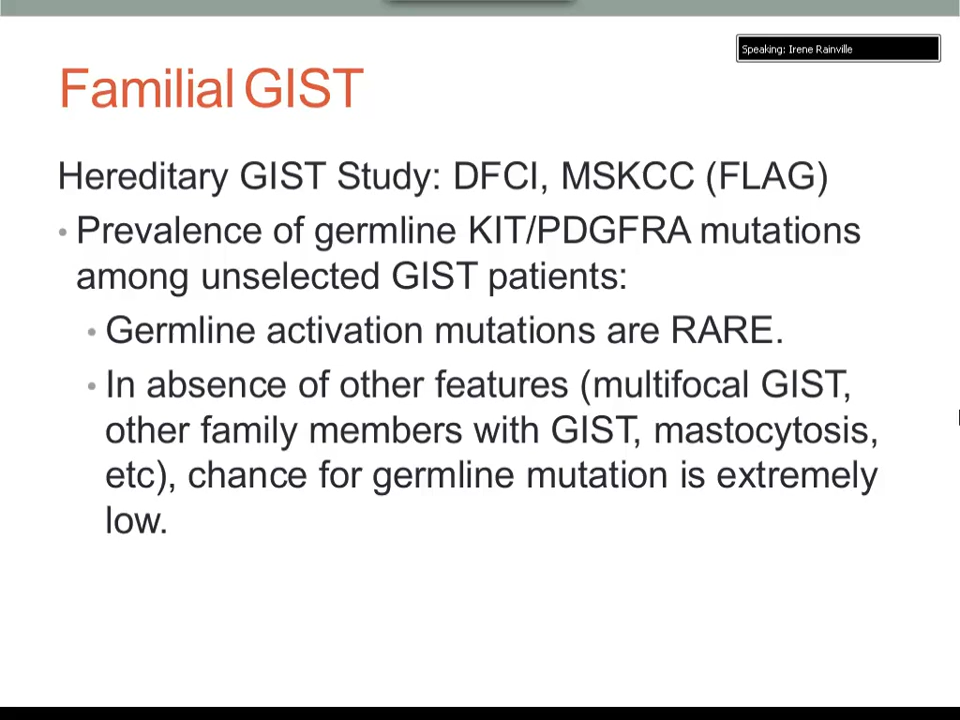 Speaking: Irene Rainville
Familial GIST
Hereditary GIST Study: DFCI, MSKCC (FLAG)
• Prevalence of germline KIT/PDGFRA mutations
among unselected GIST patients:
• Germline activation mutations are RARE.
• In absence of other features (multifocal GIST,
other family members with GIST, mastocytosis,
etc), chance for germline mutation is extremely
low.